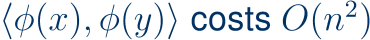 ⟨ϕ(x), ϕ(y)⟩ costs O(n²)